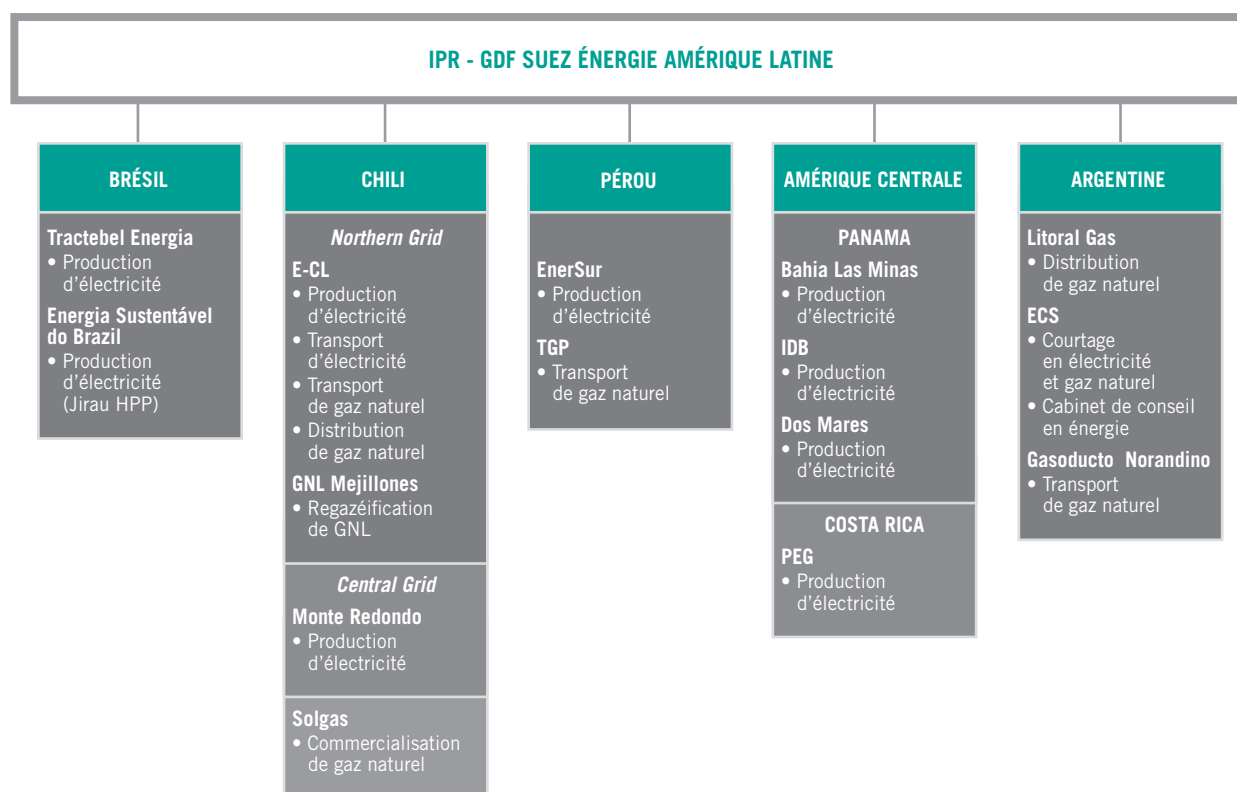 IPR - GDF SUEZ ÉNERGIE AMÉRIQUE LATINE
BRÉSIL
Tractebel Energia
• Production
d'électricité
Energia Sustentável
do Brazil
• Production
d'électricité
(Jirau HPP)
CHILI
Northern Grid
E-CL
• Production
d'électricité
• Transport
d'électricité
• Transport
de gaz naturel
• Distribution
de gaz naturel
GNL Mejillones
• Regazéification
de GNL
Central Grid
Monte Redondo
• Production
d'électricité
Solgas
• Commercialisation
de gaz naturel
PÉROU
EnerSur
• Production
d'électricité
TGP
• Transport
de gaz naturel
AMÉRIQUE CENTRALE
PANAMA
Bahia Las Minas
• Production
d'électricité
IDB
• Production
d'électricité
Dos Mares
• Production
d'électricité
COSTA RICA
PEG
• Production
d'électricité
ARGENTINE
Litoral Gas
• Distribution
de gaz naturel
ECS
• Courtage
en électricité
et gaz naturel
• Cabinet de conseil
en énergie
Gasoducto Norandino
• Transport
de gaz naturel